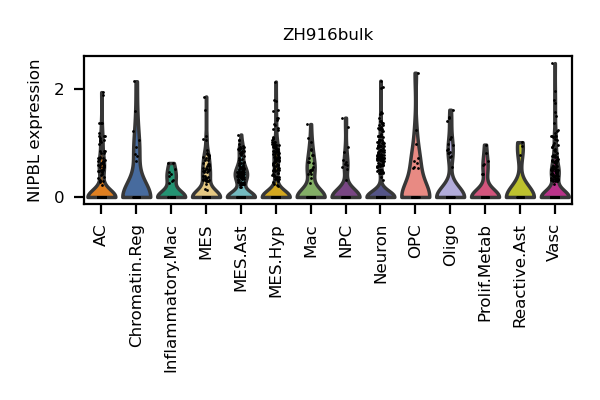 ZH916bulk
NIPBL expression
2
0
AC
Chromatin.Reg
Inflammatory.Mac
MES
MES.Ast
MES.Hyp
Mac
NPC
Neuron
OPC
Oligo
Prolif.Metab
Reactive.Ast
Vasc